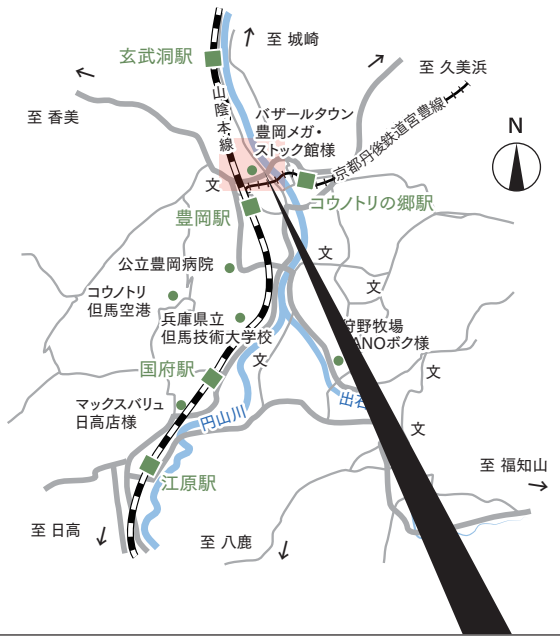 玄武洞駅
至 城崎
至 久美浜
至 香美
山陰本線
バザールタウン
豊岡メガ・
ストック館様
京都丹後鉄道宮豊線
N
文
コウノトリの郷駅
豊岡駅
文
公立豊岡病院
文
コウノトリ
但馬空港
兵庫県立
但馬技術大学校
狩野牧場
ANOボク様
文
国府駅
文
マックスバリュ
日高店様
出石
円山川
文
至 福知山
江原駅
至 日高
至 八鹿